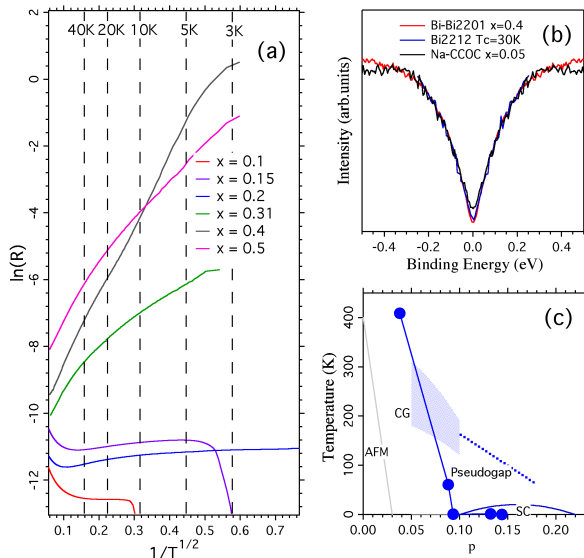 40K 20K 10K 5K 3K
(a)
0
-2
-4
-6
-8
-10
-12
ln(R)
x = 0.1
x = 0.15
x = 0.2
x = 0.31
x = 0.4
x = 0.5
0.1 0.2 0.3 0.4 0.5 0.6 0.7
1/T^1/2
(b)
Bi-Bi2201 x=0.4
Bi2212 Tc=30K
Na-CCOC x=0.05
Intensity (arb.units)
-0.4 -0.2 0.0 0.2 0.4
Binding Energy (eV)
(c)
400
300
200
100
0
Temperature (K)
CG
AFM
Pseudogap
SC
0.00 0.05 0.10 0.15 0.20
p